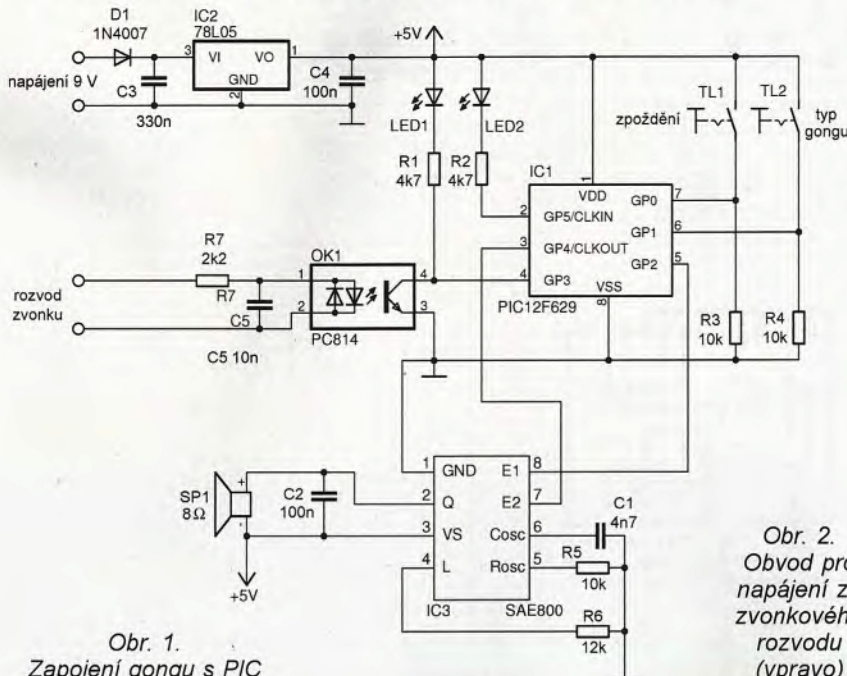 D1
1N4007
IC2
78L05
3
VI
VO
1
GND
2
napájení 9 V
C3
330n
C4
100n
+5V
LED1
LED2
R1
4k7
R2
4k7
TL1
TL2
zpoždění
typ
gongu
IC1
1
VDD
2
GP5/CLKIN
3
GP4/CLKOUT
4
GP3
GP0
7
GP1
6
GP2
5
VSS
8
PIC12F629
R3
10k
R4
10k
R7
2k2
R7
rozvod
zvonku
C5
C5 10n
OK1
1
2
4
3
PC814
SP1
8Ω
+
-
C2
100n
+5V
1
GND
2
Q
3
VS
4
L
E1
8
E2
7
Cosc
6
Rosc
5
IC3
SAE800
C1
4n7
R5
10k
R6
12k
Obr. 1.
Zapojení gongu s PIC
Obr. 2.
Obvod pro
napájení z
zvonkovéh
rozvodu
(vpravo)